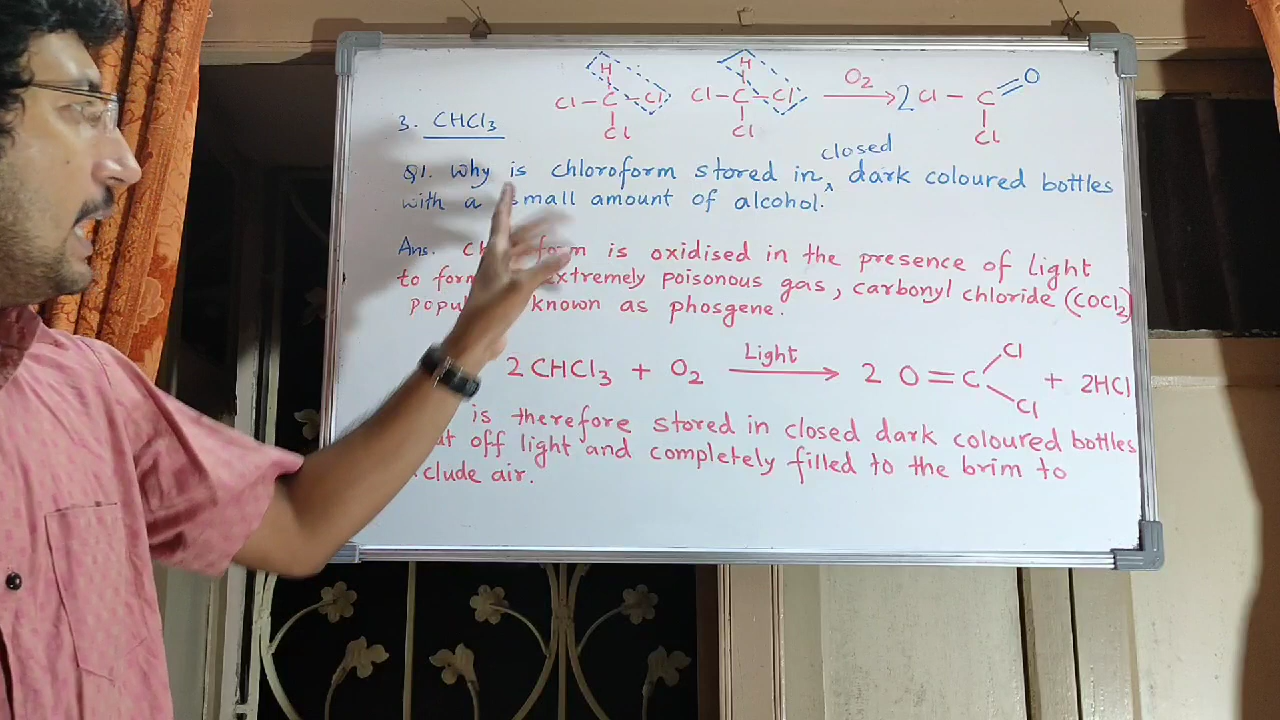 H H O₂ O
Cl – C – Cl Cl – C – Cl → 2 Cl – C
Cl Cl Cl
3. CHCl₃
closed
Q1. Why is chloroform stored in ‸ dark coloured bottles
with a small amount of alcohol.
Ans. is oxidised in the presence of light
to form extremely poisonous gas, carbonyl chloride (COCl₂)
known as phosgene.
2 CHCl₃ + O₂ Light → 2 O = C Cl Cl + 2HCl
is therefore stored in closed dark coloured bottles
off light and completely filled to the brim to
air.